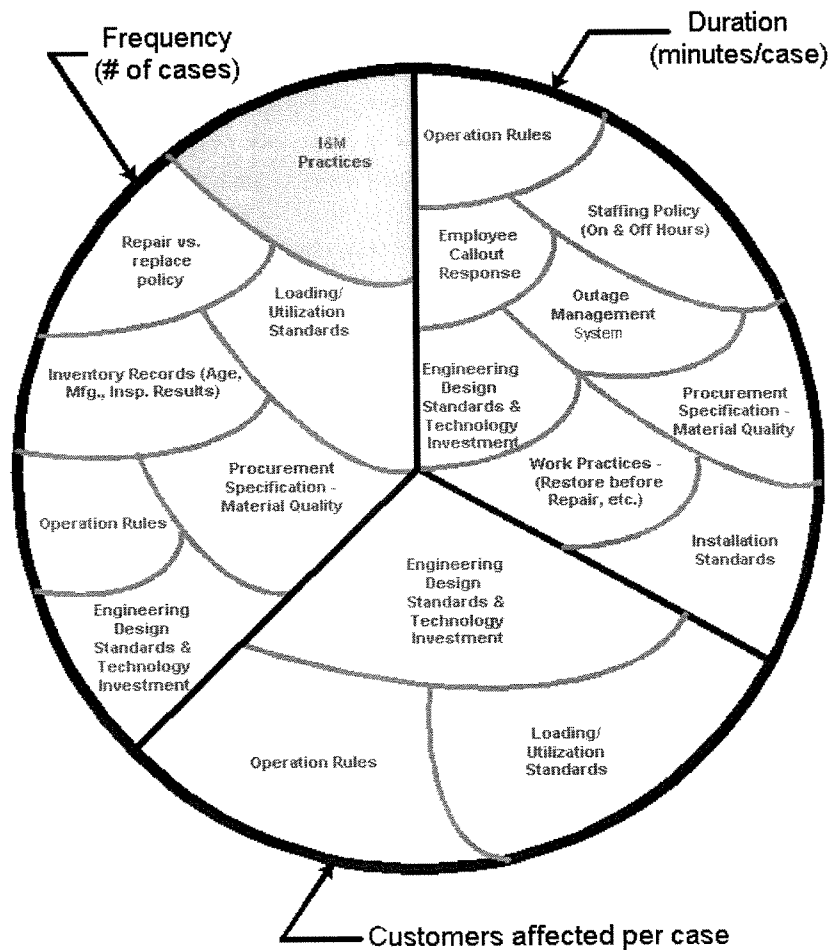 Frequency
(# of cases)
Duration
(minutes/case)
I&M
Practices
Repair vs.
replace
policy
Loading/
Utilization
Standards
Inventory Records (Age,
Mfg., Insp. Results)
Procurement
Specification -
Material Quality
Operation Rules
Engineering
Design
Standards &
Technology
Investment
Operation Rules
Staffing Policy
(On & Off Hours)
Employee
Callout
Response
Outage
Management
System
Engineering
Design
Standards &
Technology
Investment
Procurement
Specification -
Material Quality
Work Practices -
(Restore before
Repair, etc.)
Installation
Standards
Engineering
Design
Standards &
Technology
Investment
Operation Rules
Loading/
Utilization
Standards
Customers affected per case